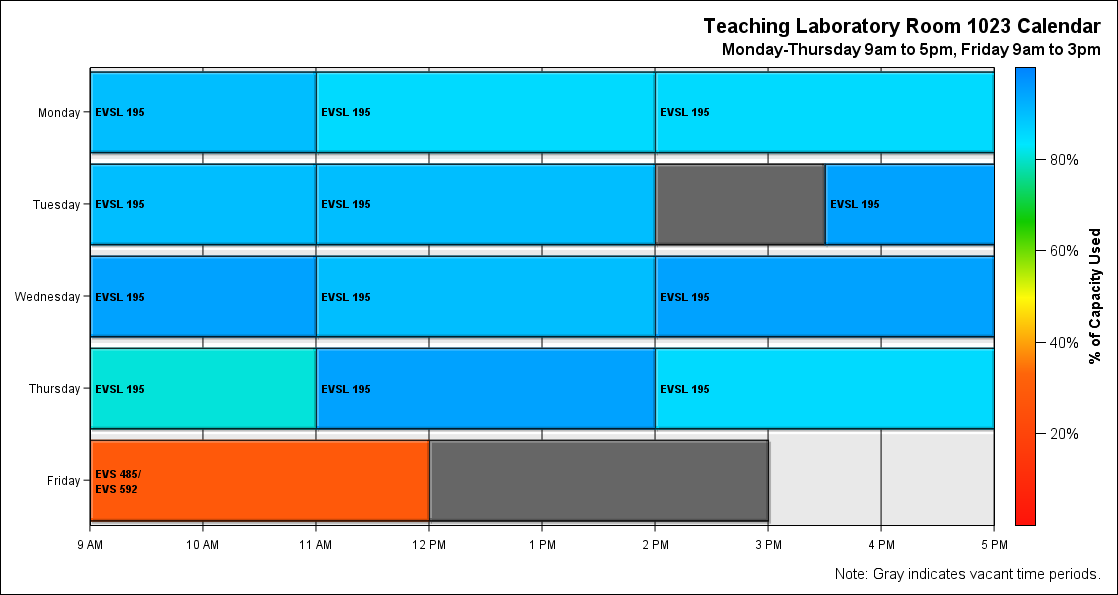 Teaching Laboratory Room 1023 Calendar
Monday-Thursday 9am to 5pm, Friday 9am to 3pm
Monday
EVSL 195
EVSL 195
EVSL 195
Tuesday
EVSL 195
EVSL 195
EVSL 195
Wednesday
EVSL 195
EVSL 195
EVSL 195
Thursday
EVSL 195
EVSL 195
EVSL 195
Friday
EVS 485/
EVS 592
9 AM
10 AM
11 AM
12 PM
1 PM
2 PM
3 PM
4 PM
5 PM
80%
60%
40%
20%
% of Capacity Used
Note: Gray indicates vacant time periods.